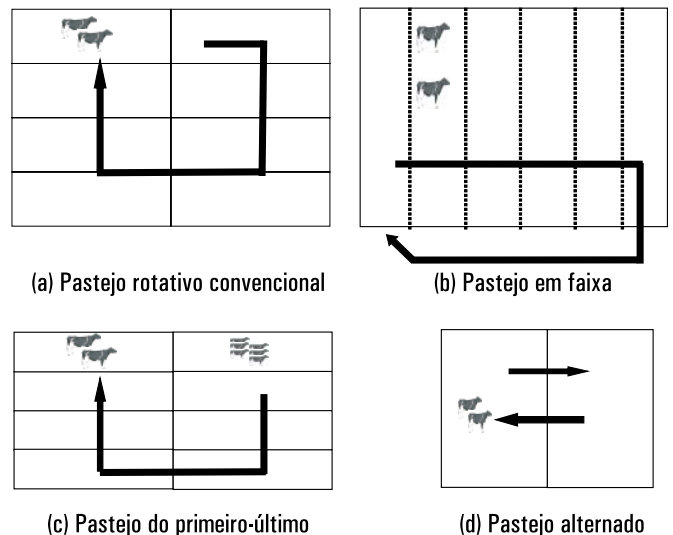 (a) Pastejo rotativo convencional
(b) Pastejo em faixa
(c) Pastejo do primeiro-último
(d) Pastejo alternado